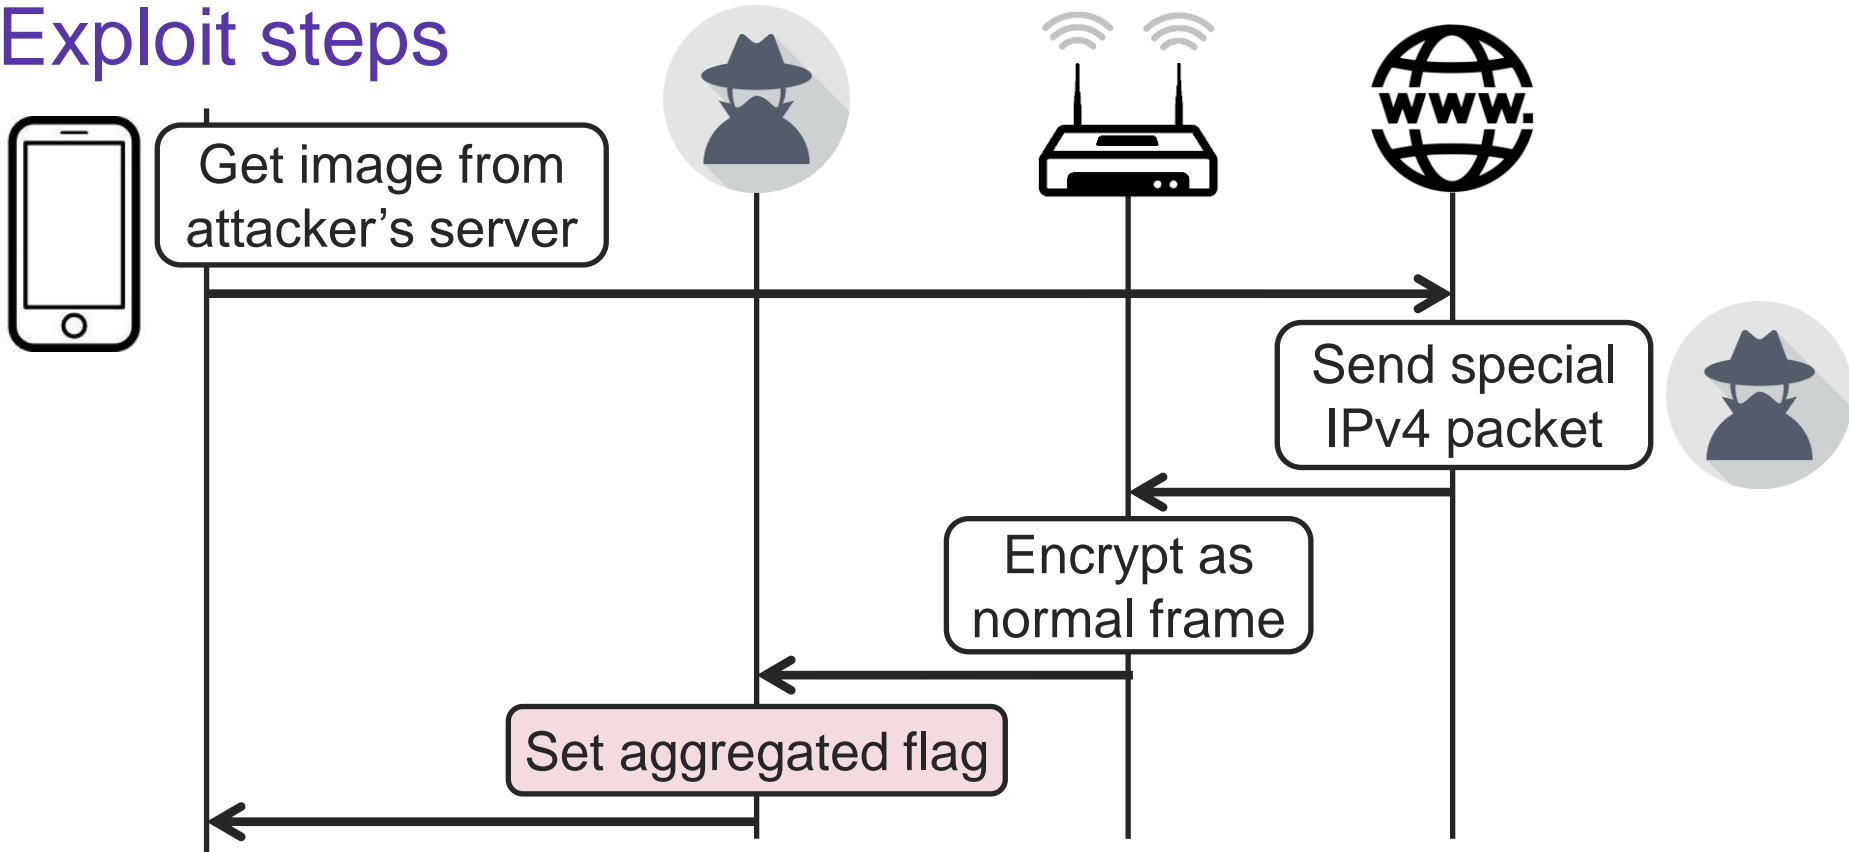 Exploit steps
Get image from
attacker’s server
www.
Send special
IPv4 packet
Encrypt as
normal frame
Set aggregated flag